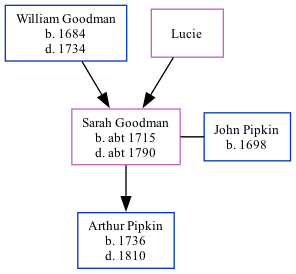 William Goodman
b. 1684
d. 1734
Lucie
Sarah Goodman
b. abt 1715
d. abt 1790
John Pipkin
b. 1698
Arthur Pipkin
b. 1736
d. 1810